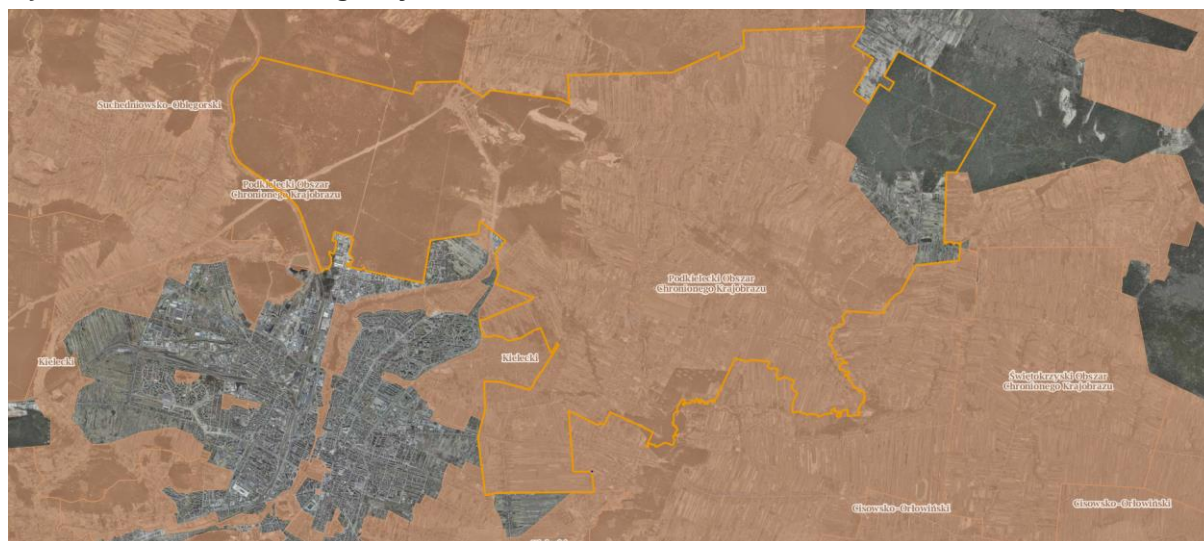 Suchedniowsko-Oblęgorski
Podkielecki Obszar
Chronionego Krajobrazu
Podkielecki Obszar
Chronionego Krajobrazu
Kielecki
Kielecki
Świętokrzyski Obszar
Chronionego Krajobrazu
Cisowsko-Orłowiński
Cisowsko-Orłowiński